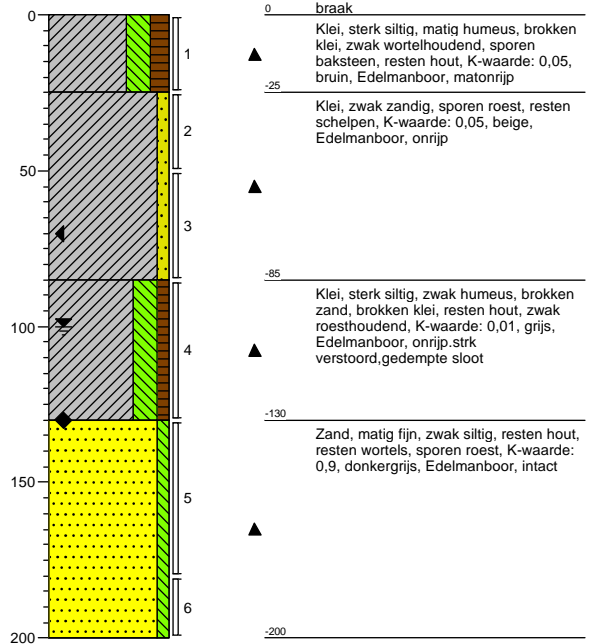 0
50
100
150
200
1
2
3
4
5
6
0
braak
Klei, sterk siltig, matig humeus, brokken
klei, zwak wortelhoudend, sporen
baksteen, resten hout, K-waarde: 0,05,
bruin, Edelmanboor, matonrijp
-25
Klei, zwak zandig, sporen roest, resten
schelpen, K-waarde: 0,05, beige,
Edelmanboor, onrijp
-85
Klei, sterk siltig, zwak humeus, brokken
zand, brokken klei, resten hout, zwak
roesthoudend, K-waarde: 0,01, grijs,
Edelmanboor, onrijp.strk
verstoord,gedempte sloot
-130
Zand, matig fijn, zwak siltig, resten hout,
resten wortels, sporen roest, K-waarde:
0,9, donkergrijs, Edelmanboor, intact
-200